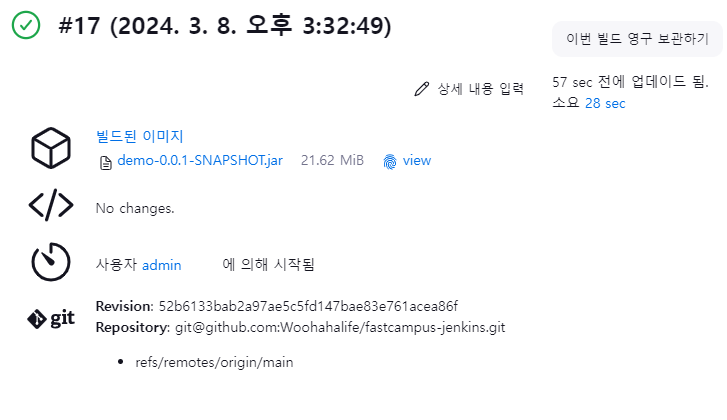 #17 (2024. 3. 8. 오후 3:32:49)
이번 빌드 영구 보관하기
상세 내용 입력
57 sec 전에 업데이트 됨.
소요 28 sec
빌드된 이미지
demo-0.0.1-SNAPSHOT.jar 21.62 MiB view
No changes.
사용자 admin 에 의해 시작됨
git
Revision: 52b6133bab2a97ae5c5fd147bae83e761acea86f
Repository: git@github.com:Woohahalife/fastcampus-jenkins.git
• refs/remotes/origin/main